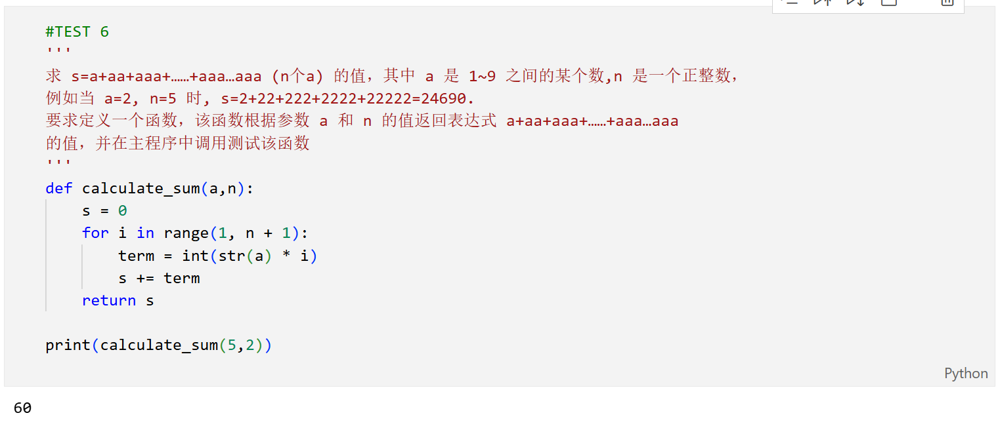 #TEST 6
'''
求 s=a+aa+aaa+……+aaa…aaa (n个a) 的值，其中 a 是 1~9 之间的某个数,n 是一个正整数，
例如当 a=2, n=5 时, s=2+22+222+2222+22222=24690.
要求定义一个函数，该函数根据参数 a 和 n 的值返回表达式 a+aa+aaa+……+aaa…aaa
的值，并在主程序中调用测试该函数
'''
def calculate_sum(a,n):
    s = 0
    for i in range(1, n + 1):
        term = int(str(a) * i)
        s += term
    return s

print(calculate_sum(5,2))
Python
60